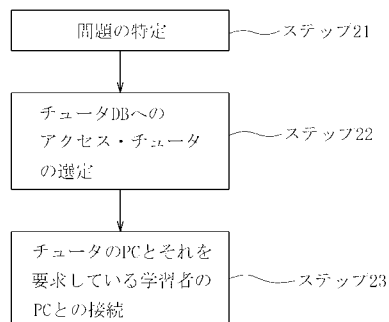 問題の特定
ステップ21
チュータDBへの
アクセス・チュータ
の選定
ステップ22
チュータのPCとそれを
要求している学習者の
PCとの接続
ステップ23